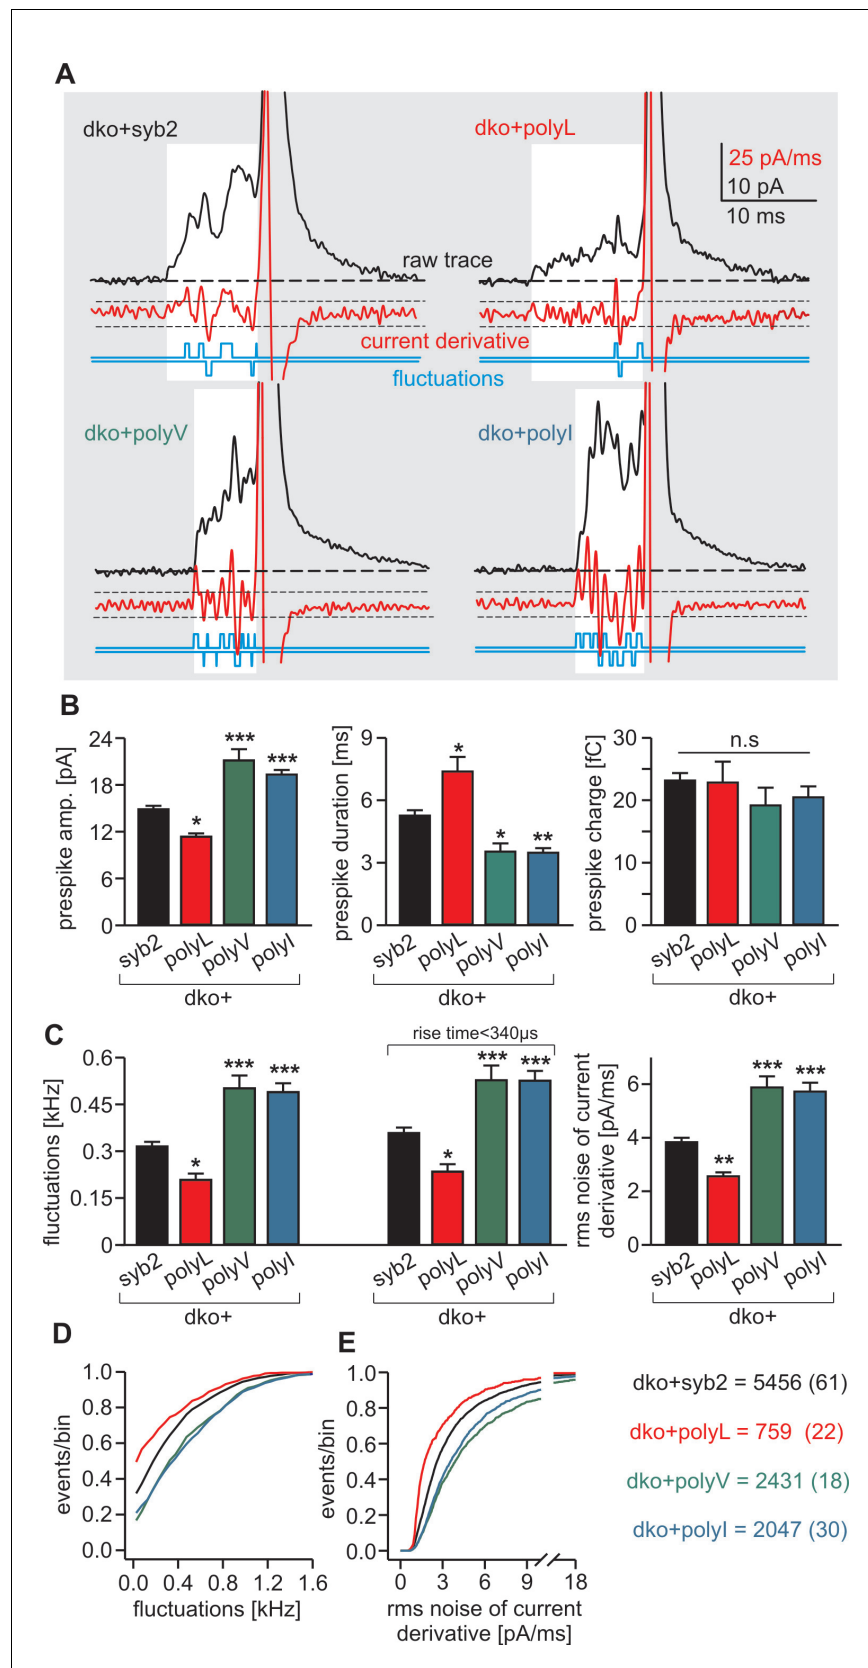 A
dko+syb2
dko+polyL
25 pA/ms
10 pA
10 ms
raw trace
current derivative
fluctuations
dko+polyV
dko+polyI
B
prespike amp. [pA]
24
18
12
6
0
*
***
***
syb2
polyL
polyV
polyI
dko+
prespike duration [ms]
9
6
3
0
*
*
**
syb2
polyL
polyV
polyI
dko+
prespike charge [fC]
30
20
20
10
0
n.s
syb2
polyL
polyV
polyI
dko+
C
fluctuations [kHz]
0.6
0.45
0.3
0.15
0
*
***
***
syb2
polyL
polyV
polyI
dko+
rise time<340µs
*
***
***
syb2
polyL
polyV
polyI
dko+
rms noise of current
derivative [pA/ms]
6
4
2
0
**
***
***
syb2
polyL
polyV
polyI
dko+
D
events/bin
1.0
0.8
0.6
0.4
0.2
0.0
0.0
0.4
0.8
1.2
1.6
fluctuations [kHz]
E
events/bin
1.0
0.8
0.6
0.4
0.2
0.0
0
3
6
9
18
rms noise of current
derivative [pA/ms]
dko+syb2 = 5456 (61)
dko+polyL = 759 (22)
dko+polyV = 2431 (18)
dko+polyI = 2047 (30)